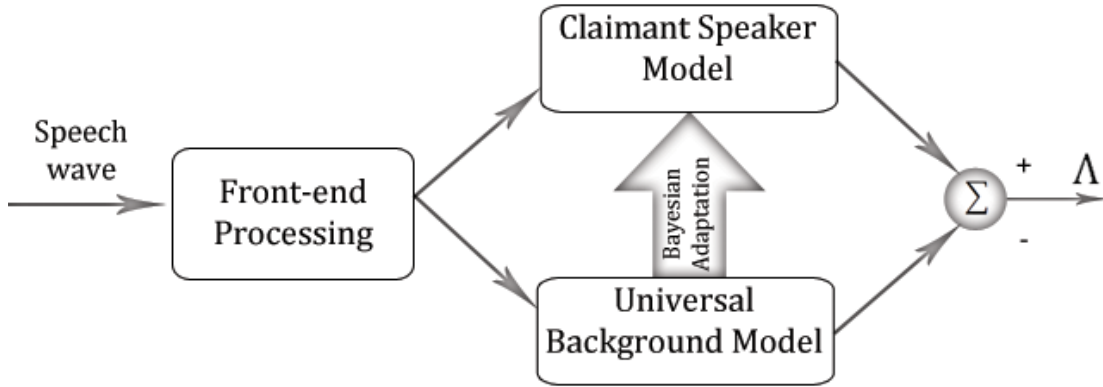 Speech
wave
Front-end
Processing
Claimant Speaker
Model
Bayesian
Adaptation
Universal
Background Model
Σ
+
-
Λ